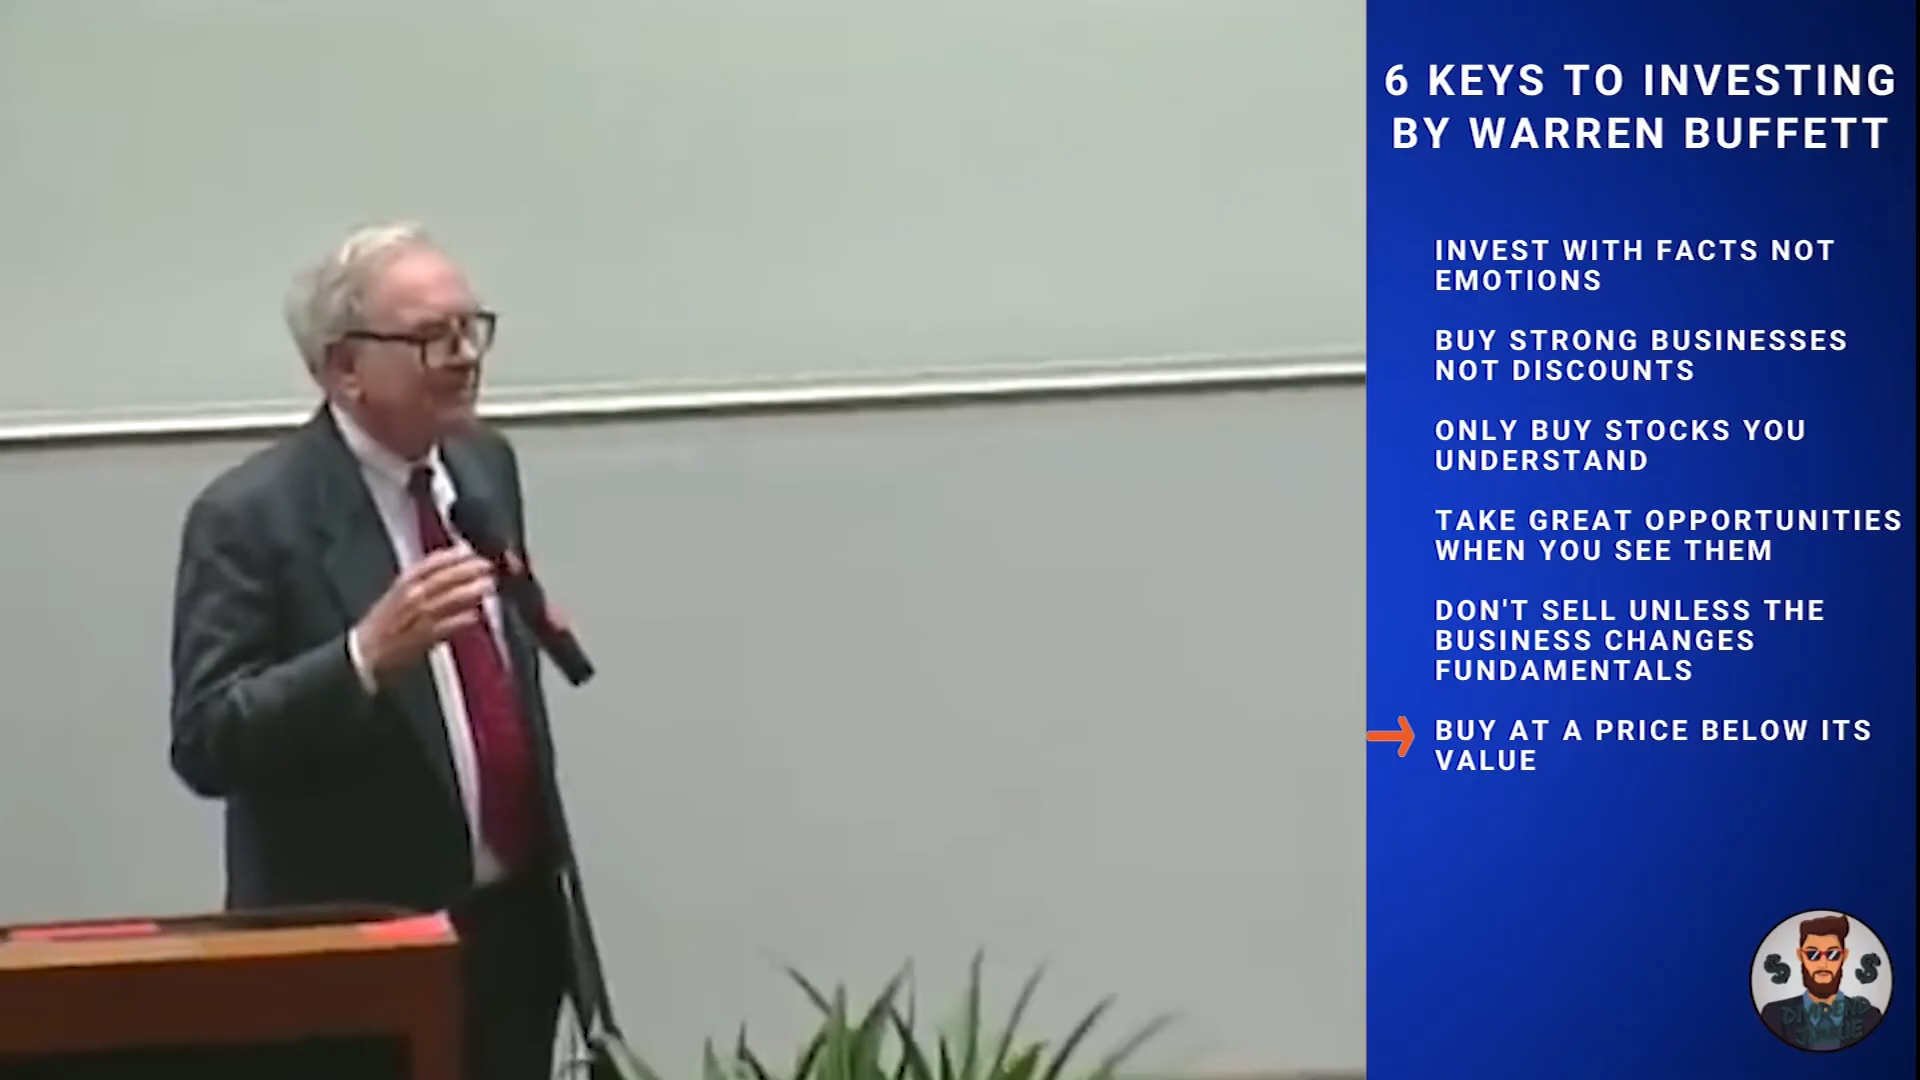 6 KEYS TO INVESTING
BY WARREN BUFFETT
INVEST WITH FACTS NOT
EMOTIONS
BUY STRONG BUSINESSES
NOT DISCOUNTS
ONLY BUY STOCKS YOU
UNDERSTAND
TAKE GREAT OPPORTUNITIES
WHEN YOU SEE THEM
DON'T SELL UNLESS THE
BUSINESS CHANGES
FUNDAMENTALS
BUY AT A PRICE BELOW ITS
VALUE
$ $
DIVIDEND